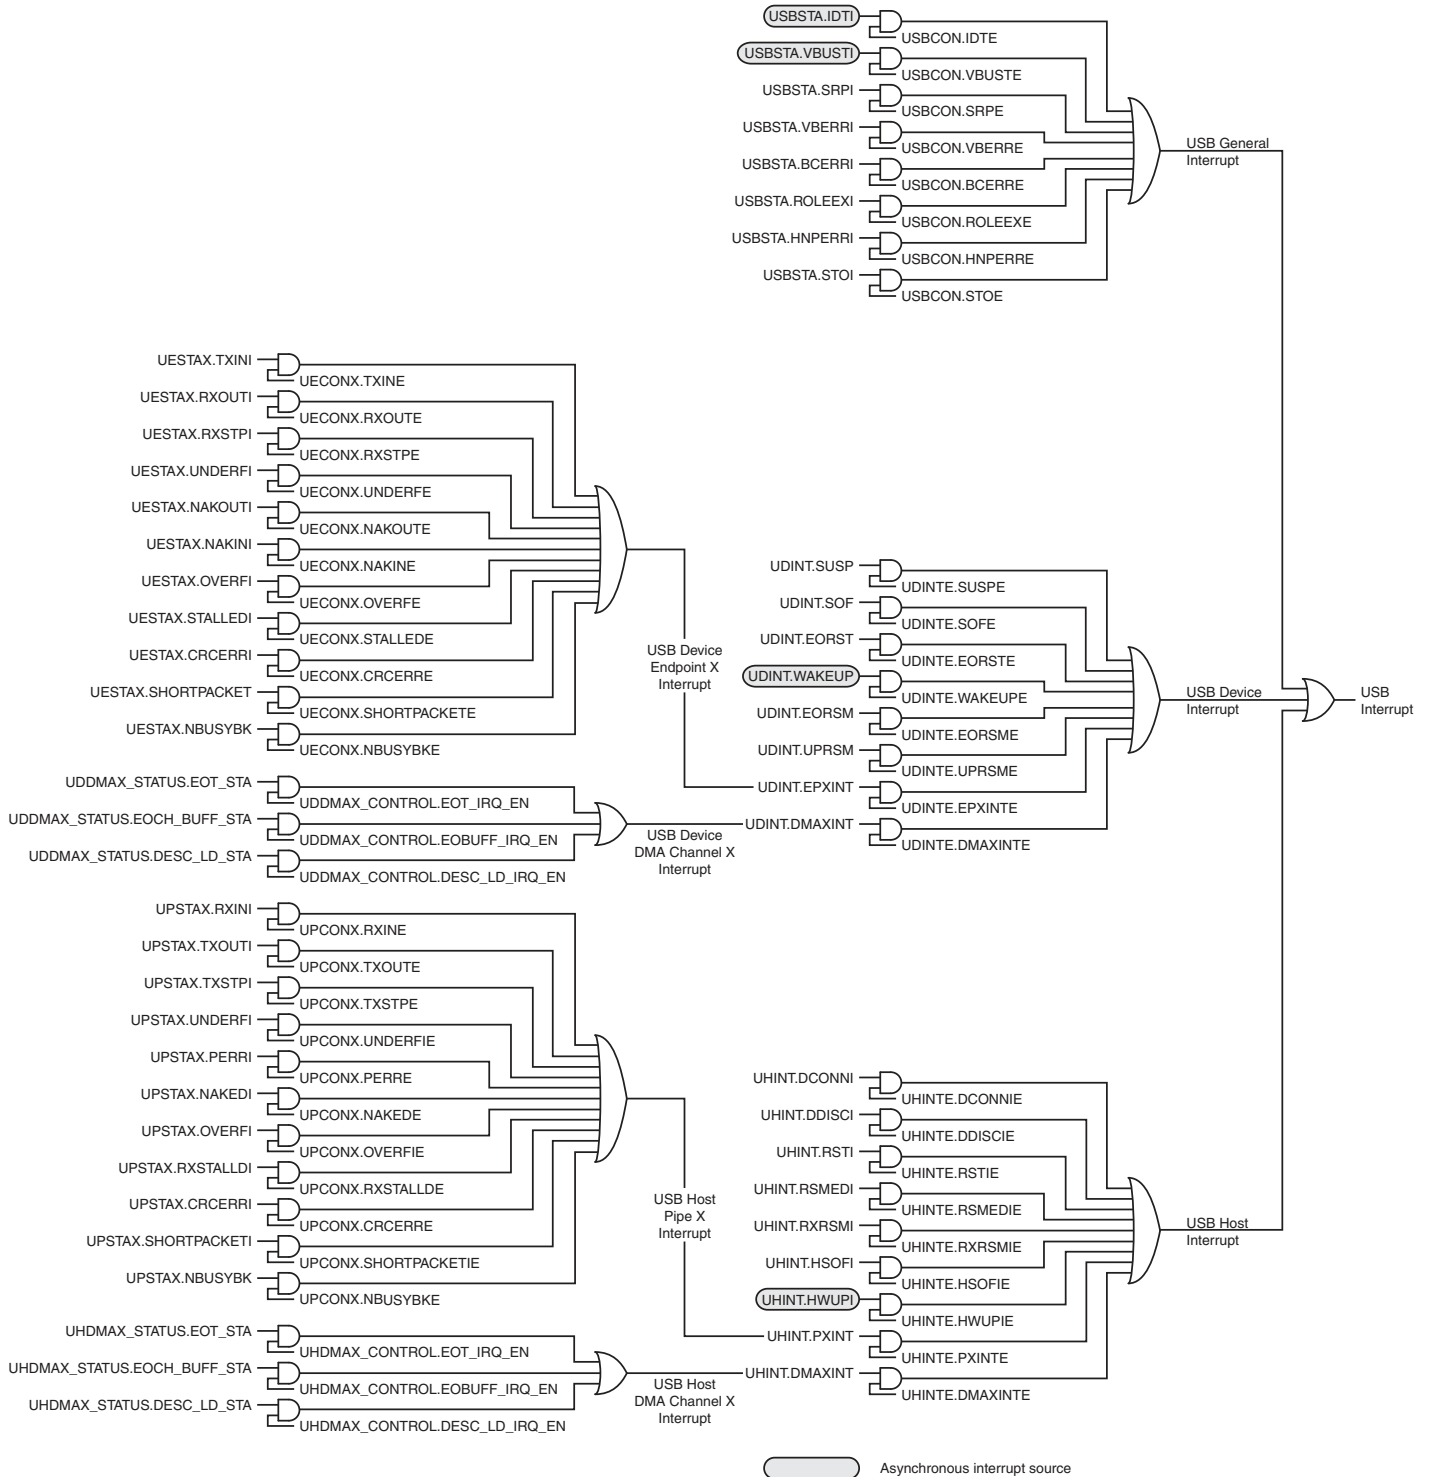 USBSTA.IDTI
USBCON.IDTE
USBSTA.VBUSTI
USBCON.VBUSTE
USBSTA.SRPI
USBCON.SRPE
USBSTA.VBERRI
USBCON.VBERRE
USBSTA.BCERRI
USBCON.BCERRE
USBSTA.ROLEEXI
USBCON.ROLEEXE
USBSTA.HNPERRI
USBCON.HNPERRE
USBSTA.STOI
USBCON.STOE
USB General
Interrupt
UESTAX.TXINI
UECONX.TXINE
UESTAX.RXOUTI
UECONX.RXOUTE
UESTAX.RXSTPI
UECONX.RXSTPE
UESTAX.UNDERFI
UECONX.UNDERFE
UESTAX.NAKOUTI
UECONX.NAKOUTE
UESTAX.NAKINI
UECONX.NAKINE
UESTAX.OVERFI
UECONX.OVERFE
UESTAX.STALLEDI
UECONX.STALLEDE
UESTAX.CRCERRI
UECONX.CRCERRE
UESTAX.SHORTPACKET
UECONX.SHORTPACKETE
UESTAX.NBUSYBK
UECONX.NBUSYBKE
USB Device
Endpoint X
Interrupt
UDDMAX_STATUS.EOT_STA
UDDMAX_CONTROL.EOT_IRQ_EN
UDDMAX_STATUS.EOCH_BUFF_STA
UDDMAX_CONTROL.EOBUFF_IRQ_EN
UDDMAX_STATUS.DESC_LD_STA
UDDMAX_CONTROL.DESC_LD_IRQ_EN
USB Device
DMA Channel X
Interrupt
UDINT.SUSP
UDINTE.SUSPE
UDINT.SOF
UDINTE.SOFE
UDINT.EORST
UDINTE.EORSTE
UDINT.WAKEUP
UDINTE.WAKEUPE
UDINT.EORSM
UDINTE.EORSME
UDINT.UPRSM
UDINTE.UPRSME
UDINT.EPXINT
UDINTE.EPXINTE
UDINT.DMAXINT
UDINTE.DMAXINTE
USB Device
Interrupt
USB
Interrupt
UPSTAX.RXINI
UPCONX.RXINE
UPSTAX.TXOUTI
UPCONX.TXOUTE
UPSTAX.TXSTPI
UPCONX.TXSTPE
UPSTAX.UNDERFI
UPCONX.UNDERFIE
UPSTAX.PERRI
UPCONX.PERRE
UPSTAX.NAKEDI
UPCONX.NAKEDE
UPSTAX.OVERFI
UPCONX.OVERFIE
UPSTAX.RXSTALLDI
UPCONX.RXSTALLDE
UPSTAX.CRCERRI
UPCONX.CRCERRE
UPSTAX.SHORTPACKETI
UPCONX.SHORTPACKETIE
UPSTAX.NBUSYBK
UPCONX.NBUSYBKE
USB Host
Pipe X
Interrupt
UHDMAX_STATUS.EOT_STA
UHDMAX_CONTROL.EOT_IRQ_EN
UHDMAX_STATUS.EOCH_BUFF_STA
UHDMAX_CONTROL.EOBUFF_IRQ_EN
UHDMAX_STATUS.DESC_LD_STA
UHDMAX_CONTROL.DESC_LD_IRQ_EN
USB Host
DMA Channel X
Interrupt
UHINT.DCONNI
UHINTE.DCONNIE
UHINT.DDISCI
UHINTE.DDISCIE
UHINT.RSTI
UHINTE.RSTIE
UHINT.RSMEDI
UHINTE.RSMEDIE
UHINT.RXRSMI
UHINTE.RXRSMIE
UHINT.HSOFI
UHINTE.HSOFIE
UHINT.HWUPI
UHINTE.HWUPIE
UHINT.PXINT
UHINTE.PXINTE
UHINT.DMAXINT
UHINTE.DMAXINTE
USB Host
Interrupt
Asynchronous interrupt source